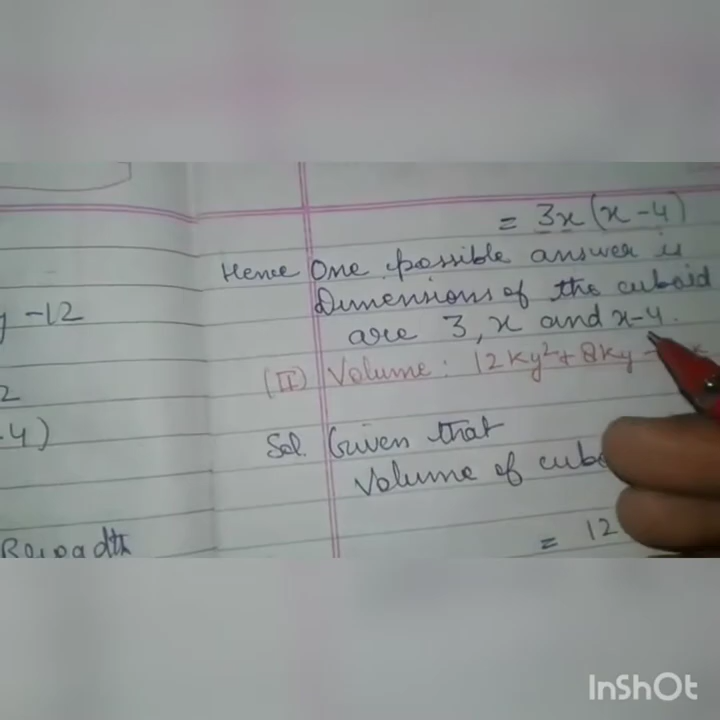 = 3x(x-4)
Hence One possible answer is
Dimensions of the cuboid
are 3, x and x-4.
(II) Volume: 12ky²+8ky -
Sol. Given that
Volume of
= 12
-12
2
4)
Breadth
InShOt